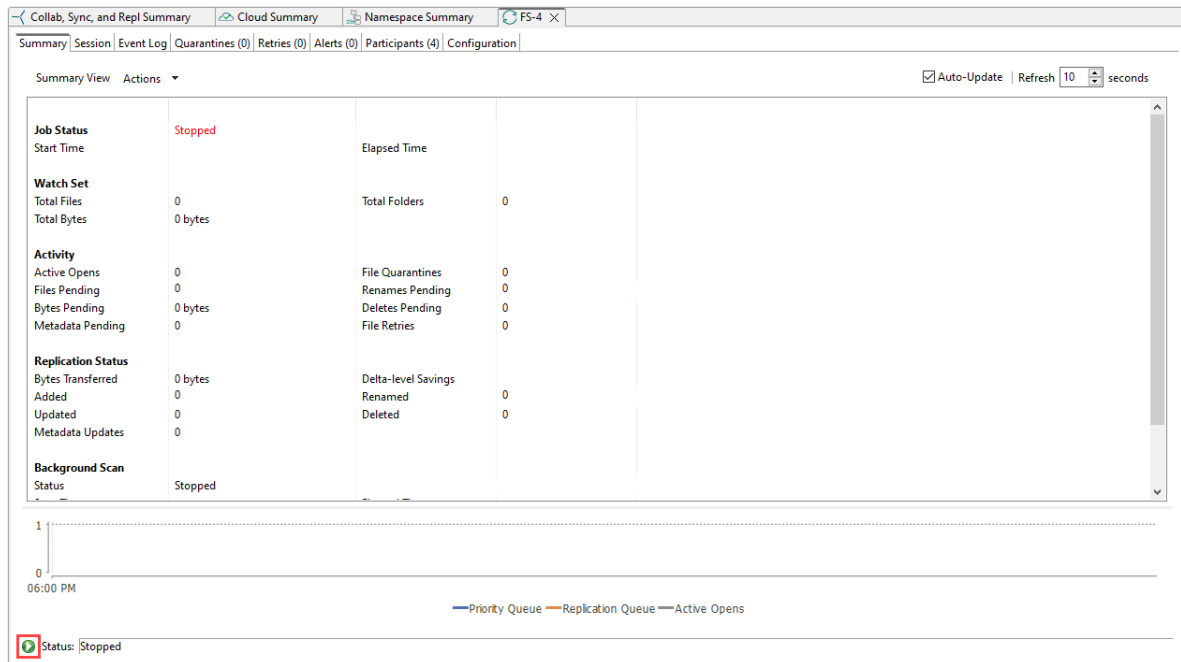 Collab, Sync, and Repl Summary Cloud Summary Namespace Summary FS-4
Summary Session Event Log Quarantines (0) Retries (0) Alerts (0) Participants (4) Configuration
Summary View Actions Auto-Update Refresh 10 seconds
Job Status Stopped
Start Time Elapsed Time
Watch Set
Total Files 0 Total Folders 0
Total Bytes 0 bytes
Activity
Active Opens 0 File Quarantines 0
Files Pending 0 Renames Pending 0
Bytes Pending 0 bytes Deletes Pending 0
Metadata Pending 0 File Retries 0
Replication Status
Bytes Transferred 0 bytes Delta-level Savings
Added 0 Renamed 0
Updated 0 Deleted 0
Metadata Updates 0
Background Scan
Status Stopped
1
0
06:00 PM
Priority Queue Replication Queue Active Opens
Status: Stopped